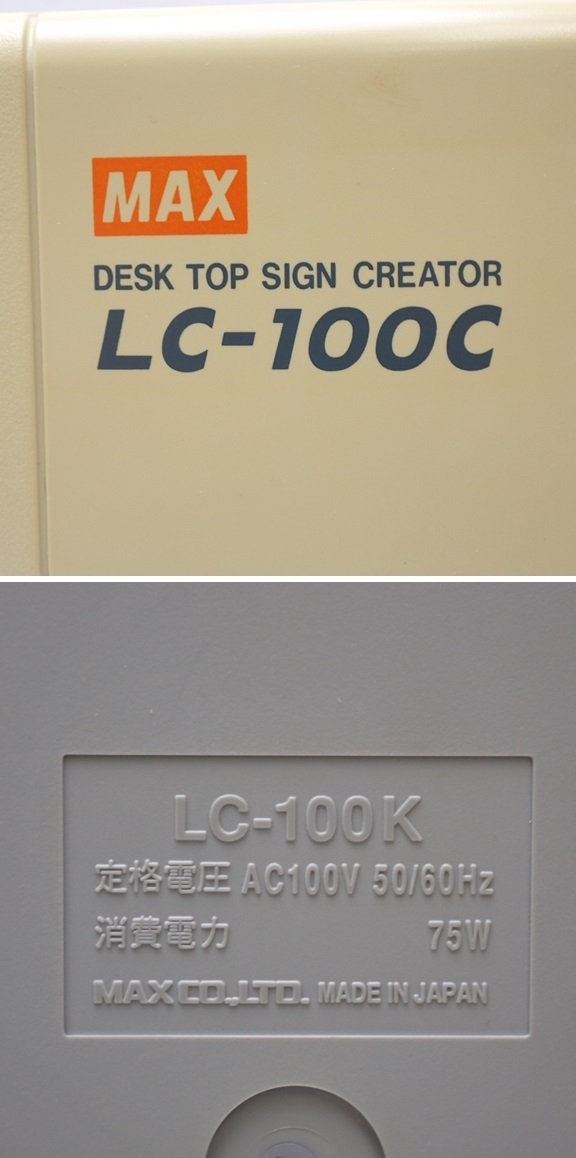 MAX
DESK TOP SIGN CREATOR
LC-100C
LC-100K
定格電圧 AC100V 50/60Hz
消費電力 75W
MAX CO.,LTD. MADE IN JAPAN